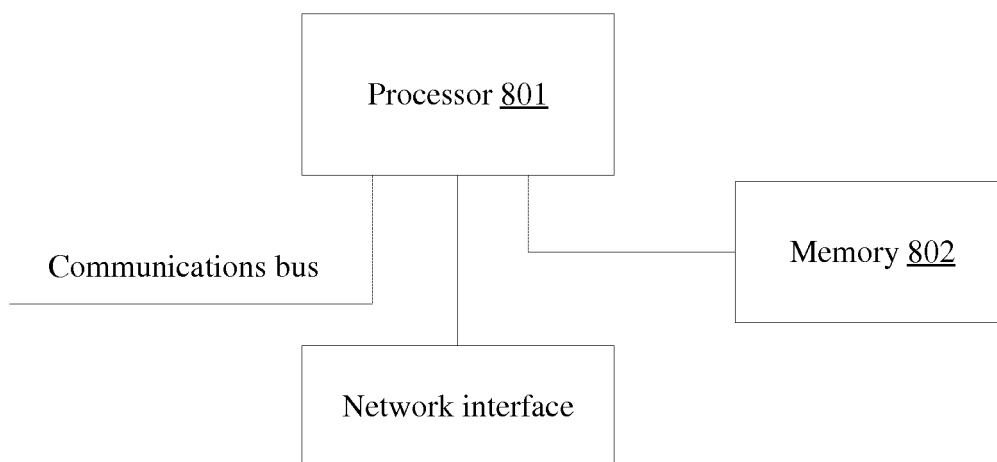 Processor 801
Communications bus
Memory 802
Network interface